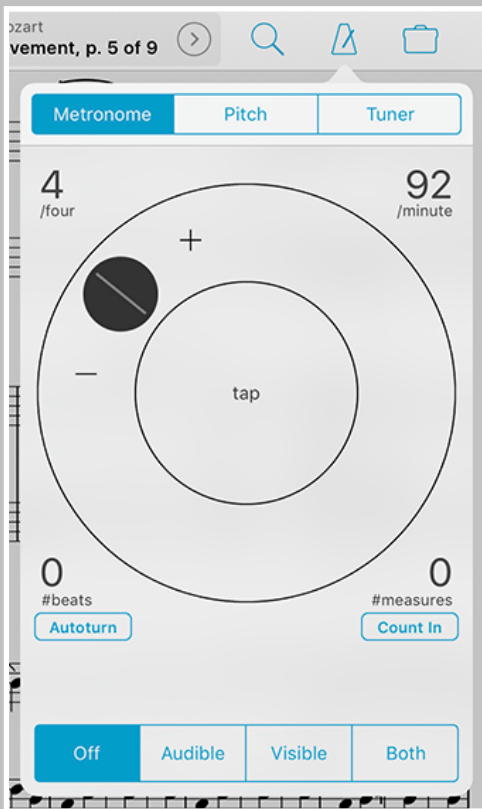 ozart
vement, p. 5 of 9
Metronome Pitch Tuner
4 92
/four /minute
+
−
tap
0 0
#beats #measures
Autoturn Count In
Off Audible Visible Both